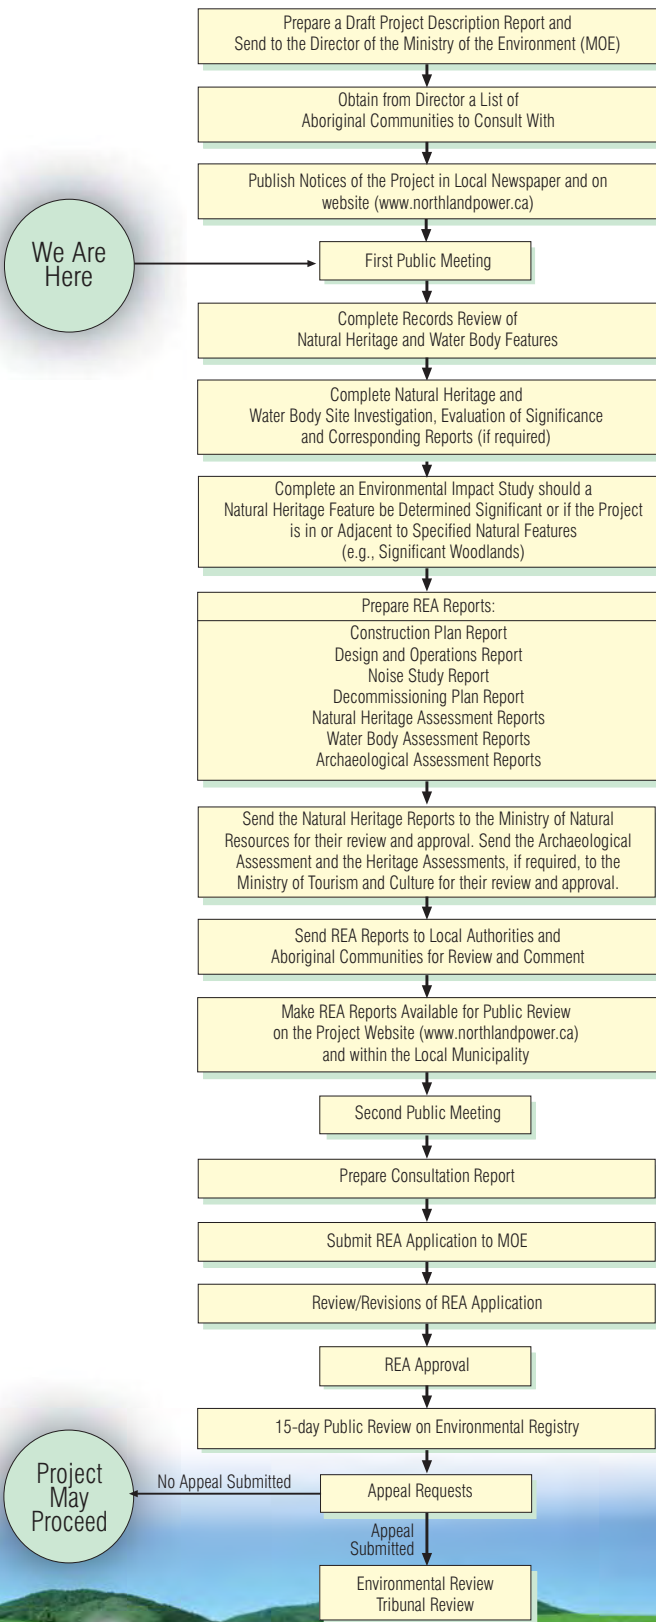 Prepare a Draft Project Description Report and
Send to the Director of the Ministry of the Environment (MOE)
Obtain from Director a List of
Aboriginal Communities to Consult With
Publish Notices of the Project in Local Newspaper and on
website (www.northlandpower.ca)
We Are
Here
First Public Meeting
Complete Records Review of
Natural Heritage and Water Body Features
Complete Natural Heritage and
Water Body Site Investigation, Evaluation of Significance
and Corresponding Reports (if required)
Complete an Environmental Impact Study should a
Natural Heritage Feature be Determined Significant or if the Project
is in or Adjacent to Specified Natural Features
(e.g., Significant Woodlands)
Prepare REA Reports:
Construction Plan Report
Design and Operations Report
Noise Study Report
Decommissioning Plan Report
Natural Heritage Assessment Reports
Water Body Assessment Reports
Archaeological Assessment Reports
Send the Natural Heritage Reports to the Ministry of Natural
Resources for their review and approval. Send the Archaeological
Assessment and the Heritage Assessments, if required, to the
Ministry of Tourism and Culture for their review and approval.
Send REA Reports to Local Authorities and
Aboriginal Communities for Review and Comment
Make REA Reports Available for Public Review
on the Project Website (www.northlandpower.ca)
and within the Local Municipality
Second Public Meeting
Prepare Consultation Report
Submit REA Application to MOE
Review/Revisions of REA Application
REA Approval
15-day Public Review on Environmental Registry
Project
May
Proceed
No Appeal Submitted
Appeal Requests
Appeal
Submitted
Environmental Review
Tribunal Review